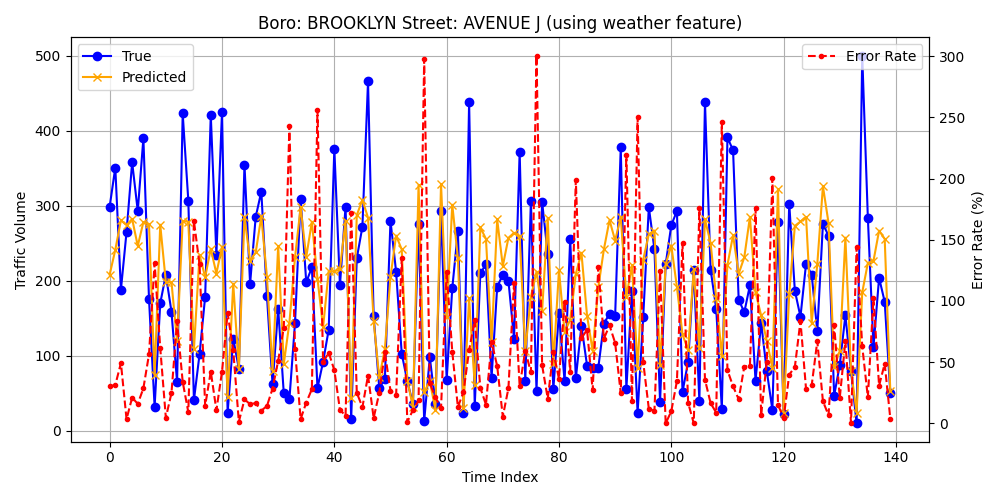 Boro: BROOKLYN Street: AVENUE J (using weather feature)
True
Predicted
Error Rate
500
400
300
200
100
0
Traffic Volume
300
250
200
150
100
50
0
Error Rate (%)
0 20 40 60 80 100 120 140
Time Index